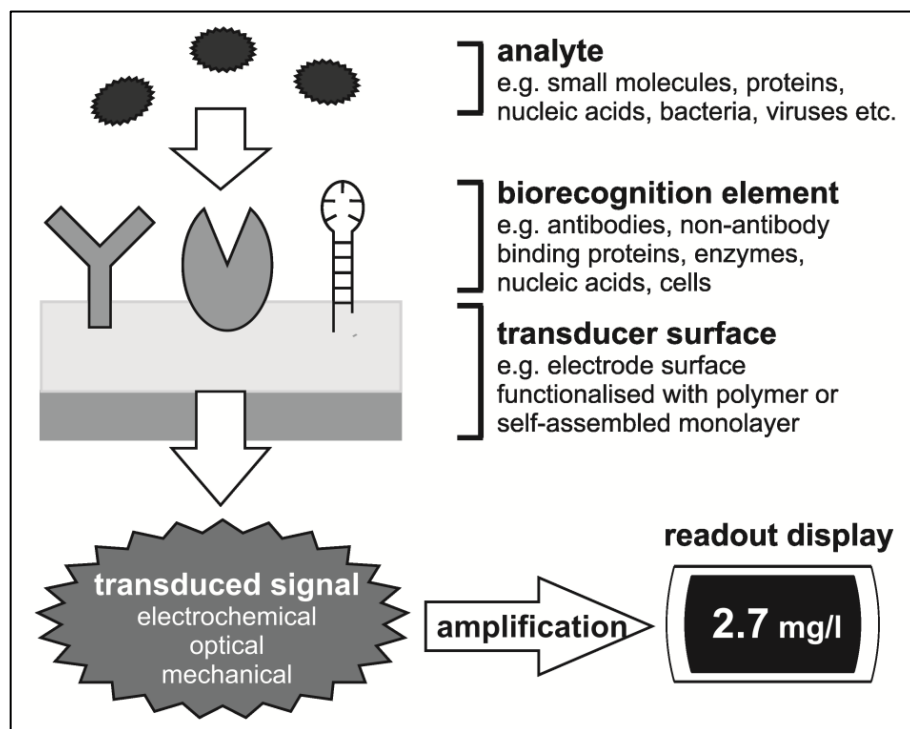 analyte
e.g. small molecules, proteins,
nucleic acids, bacteria, viruses etc.
biorecognition element
e.g. antibodies, non-antibody
binding proteins, enzymes,
nucleic acids, cells
transducer surface
e.g. electrode surface
functionalised with polymer or
self-assembled monolayer
transduced signal
electrochemical
optical
mechanical
amplification
readout display
2.7 mg/l